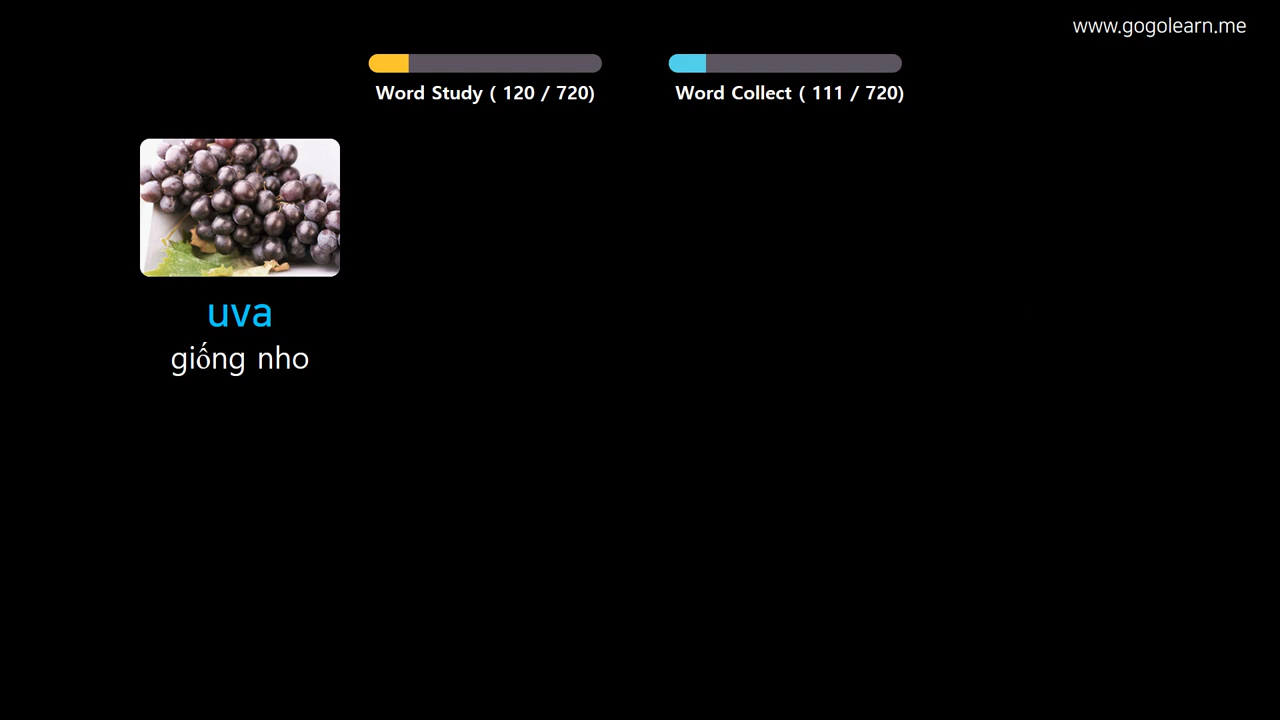 www.gogolearn.me
Word Study ( 120 / 720)
Word Collect ( 111 / 720)
uva
giống nho